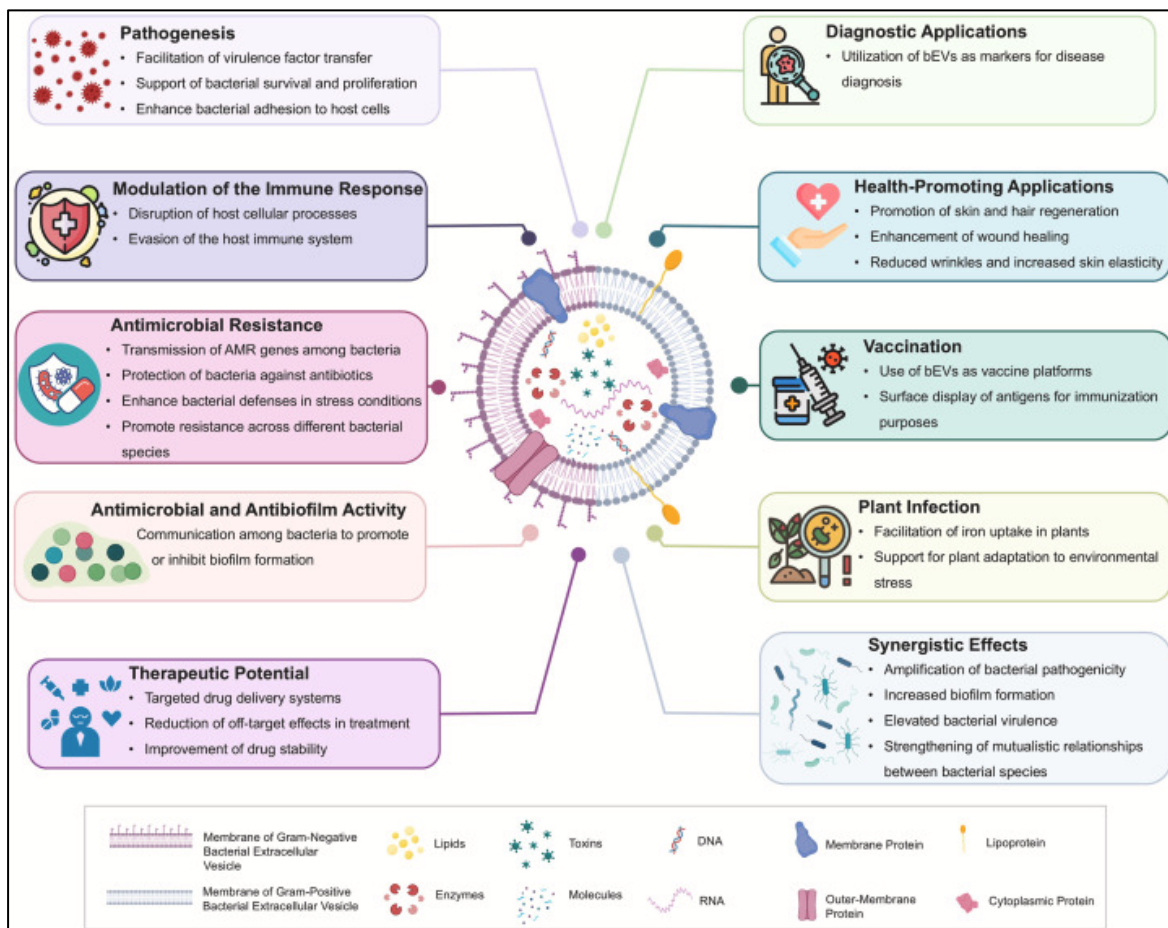 Pathogenesis
• Facilitation of virulence factor transfer
• Support of bacterial survival and proliferation
• Enhance bacterial adhesion to host cells
Diagnostic Applications
• Utilization of bEVs as markers for disease
diagnosis
Modulation of the Immune Response
• Disruption of host cellular processes
• Evasion of the host immune system
Health-Promoting Applications
• Promotion of skin and hair regeneration
• Enhancement of wound healing
• Reduced wrinkles and increased skin elasticity
Antimicrobial Resistance
• Transmission of AMR genes among bacteria
• Protection of bacteria against antibiotics
• Enhance bacterial defenses in stress conditions
• Promote resistance across different bacterial
species
Vaccination
• Use of bEVs as vaccine platforms
• Surface display of antigens for immunization
purposes
Antimicrobial and Antibiofilm Activity
Communication among bacteria to promote
or inhibit biofilm formation
Plant Infection
• Facilitation of iron uptake in plants
• Support for plant adaptation to environmental
stress
Therapeutic Potential
• Targeted drug delivery systems
• Reduction of off-target effects in treatment
• Improvement of drug stability
Synergistic Effects
• Amplification of bacterial pathogenicity
• Increased biofilm formation
• Elevated bacterial virulence
• Strengthening of mutualistic relationships
between bacterial species
Membrane of Gram-Negative
Bacterial Extracellular
Vesicle
Lipids
Toxins
DNA
Membrane Protein
Lipoprotein
Membrane of Gram-Positive
Bacterial Extracellular Vesicle
Enzymes
Molecules
RNA
Outer-Membrane
Protein
Cytoplasmic Protein